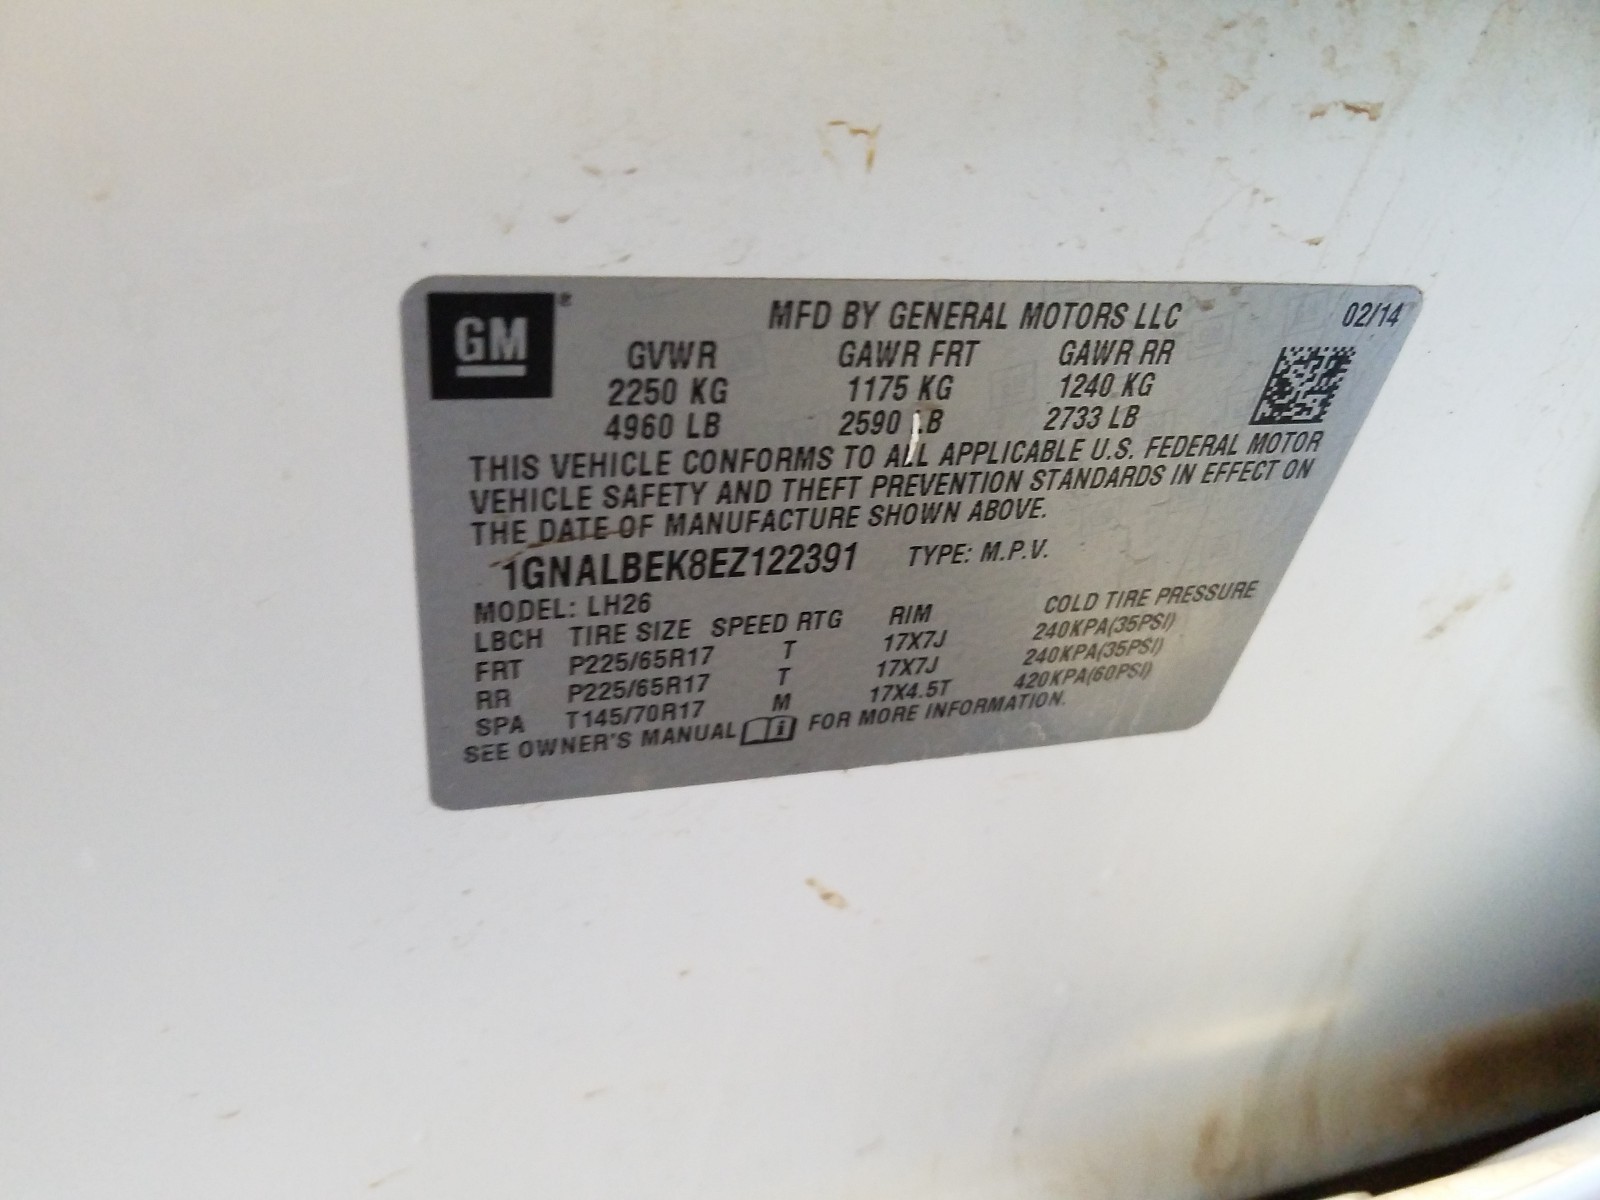 GM ® MFD BY GENERAL MOTORS LLC 02/14
GVWR GAWR FRT GAWR RR
2250 KG 1175 KG 1240 KG
4960 LB 2590 LB 2733 LB
THIS VEHICLE CONFORMS TO ALL APPLICABLE U.S. FEDERAL MOTOR
VEHICLE SAFETY AND THEFT PREVENTION STANDARDS IN EFFECT ON
THE DATE OF MANUFACTURE SHOWN ABOVE.
1GNALBEK8EZ122391 TYPE: M.P.V.
MODEL: LH26
LBCH TIRE SIZE SPEED RTG RIM COLD TIRE PRESSURE
FRT P225/65R17 T 17X7J 240KPA(35PSI)
RR P225/65R17 T 17X7J 240KPA(35PSI)
SPA T145/70R17 M 17X4.5T 420KPA(60PSI)
SEE OWNER'S MANUAL i FOR MORE INFORMATION.